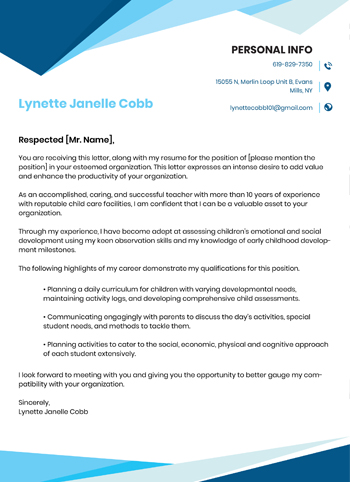 PERSONAL INFO
619-829-7350
15055 N, Merlin Loop Unit B, Evans
Mills, NY
lynettecobb101@gmail.com
Lynette Janelle Cobb
Respected [Mr. Name],
You are receiving this letter, along with my resume for the position of [please mention the
position] in your esteemed organization. This letter expresses an intense desire to add value
and enhance the productivity of your organization.
As an accomplished, caring, and successful teacher with more than 10 years of experience
with reputable child care facilities, I am confident that I can be a valuable asset to your
organization.
Through my experience, I have become adept at assessing children's emotional and social
development using my keen observation skills and my knowledge of early childhood develop-
ment milestones.
The following highlights of my career demonstrate my qualifications for this position.
• Planning a daily curriculum for children with varying developmental needs,
maintaining activity logs, and developing comprehensive child assessments.
• Communicating engagingly with parents to discuss the day's activities, special
student needs, and methods to tackle them.
• Planning activities to cater to the social, economic, physical and cognitive approach
of each student extensively.
I look forward to meeting with you and giving you the opportunity to better gauge my com-
patibility with your organization.
Sincerely,
Lynette Janelle Cobb